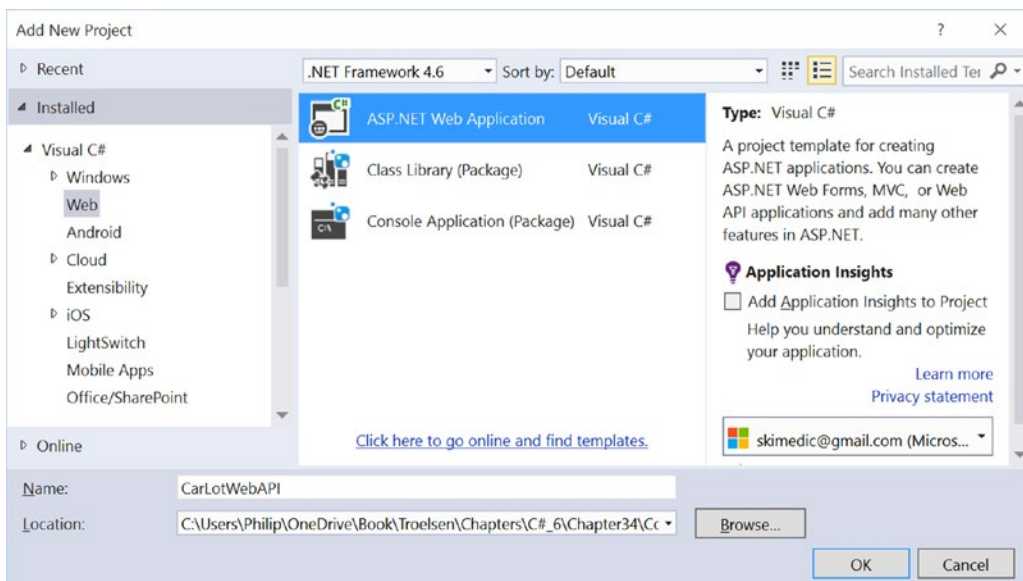 Add New Project
?
Recent
.NET Framework 4.6
Sort by: Default
Search Installed Te
Installed
Visual C#
Windows
Web
Android
Cloud
Extensibility
iOS
LightSwitch
Mobile Apps
Office/SharePoint
Online
C#
ASP.NET Web Application Visual C#
Class Library (Package) Visual C#
C:\
Console Application (Package) Visual C#
Click here to go online and find templates.
Type: Visual C#
A project template for creating
ASP.NET applications. You can create
ASP.NET Web Forms, MVC, or Web
API applications and add many other
features in ASP.NET.
Application Insights
Add Application Insights to Project
Help you understand and optimize
your application.
Learn more
Privacy statement
skimedic@gmail.com (Micros...
Name: CarLotWebAPI
Location: C:\Users\Philip\OneDrive\Book\Troelsen\Chapters\C#_6\Chapter34\Cc
Browse...
OK
Cancel